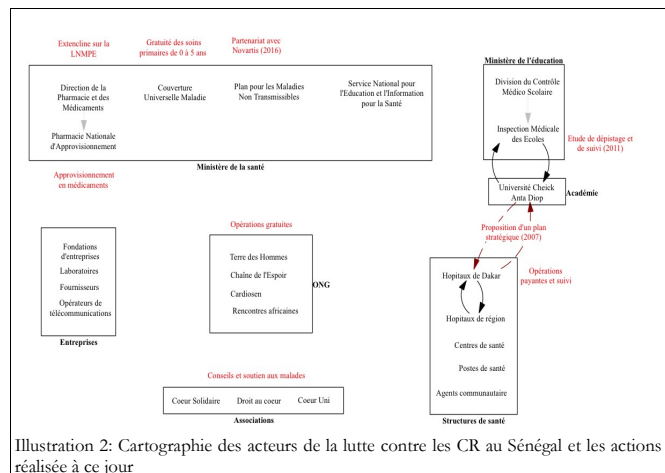 Extencline sur la
LNMPE
Gratuité des soins
primaires de 0 à 5 ans
Partenariat avec
Novartis (2016)
Direction de la
Pharmacie et des
Médicaments
Couverture
Universelle Maladie
Plan pour les Maladies
Non Transmissibles
Service National pour
l'Education et l'Information
pour la Santé
Pharmacie Nationale
d'Approvisionnement
Ministère de la santé
Approvisionnement
en médicaments
Ministère de l'éducation
Division du Contrôle
Médico Scolaire
Inspection Médicale
des Ecoles
Etude de dépistage et
de suivi (2011)
Université Cheick
Anta Diop
Académie
Proposition d'un plan
stratégique (2007)
Opérations
payantes et suivi
Fondations
d'entreprises
Laboratoires
Fournisseurs
Opérateurs de
télécommunications
Entreprises
Opérations gratuites
Terre des Hommes
Chaîne de l'Espoir
Cardiosen
Rencontres africaines
ONG
Hopitaux de Dakar
Hopitaux de région
Centres de santé
Postes de santé
Agents communautaire
Structures de santé
Conseils et soutien aux malades
Coeur Solidaire
Droit au coeur
Coeur Uni
Associations
Illustration 2: Cartographie des acteurs de la lutte contre les CR au Sénégal et les actions
réalisée à ce jour